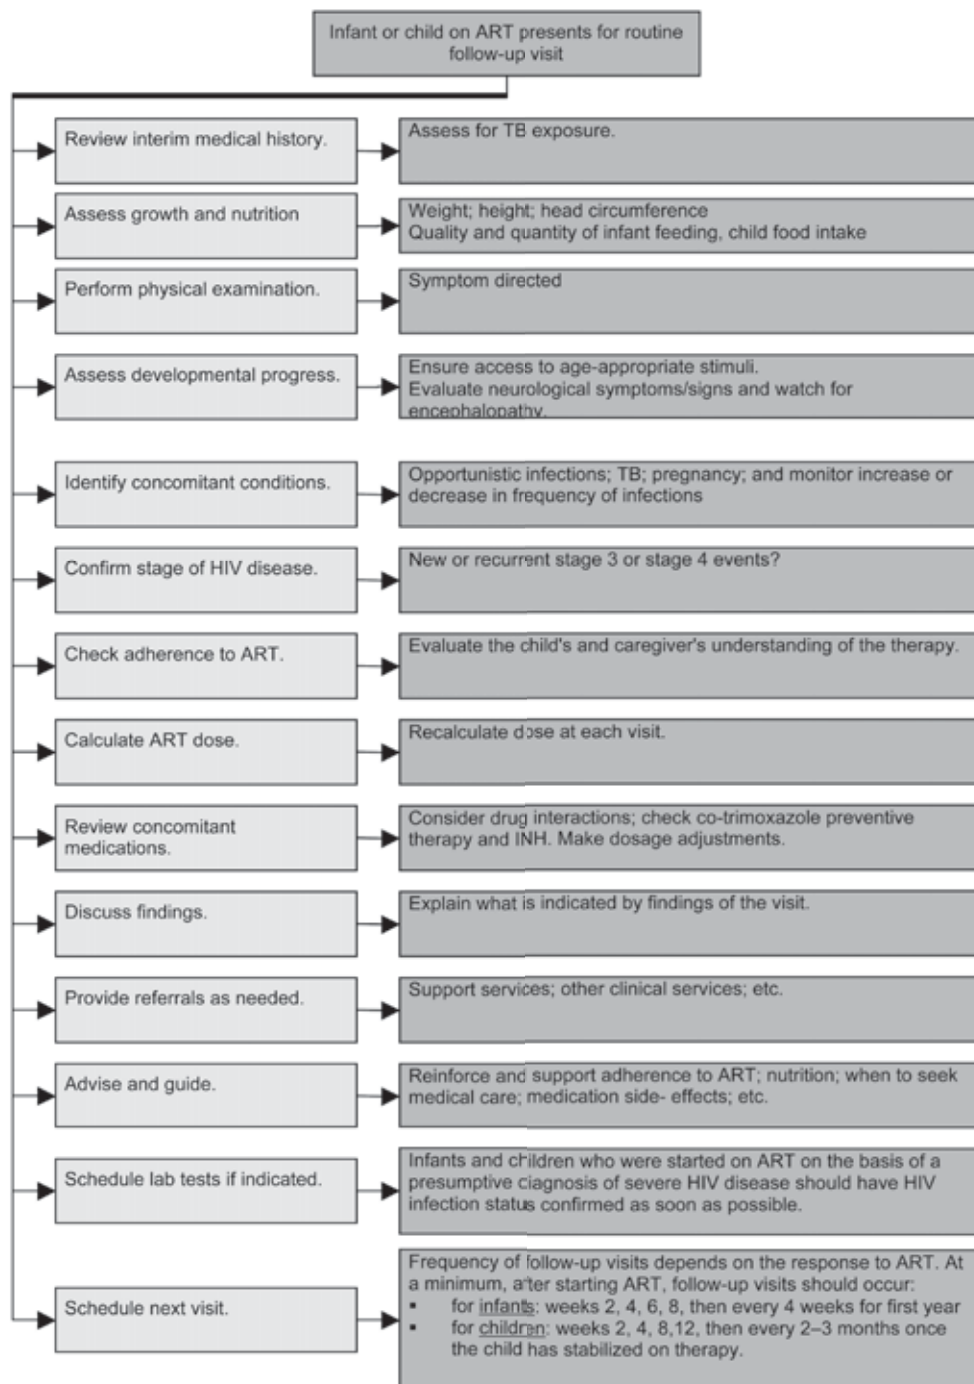 Infant or child on ART presents for routine
follow-up visit
Review interim medical history.
Assess for TB exposure.
Assess growth and nutrition
Weight; height; head circumference
Quality and quantity of infant feeding, child food intake
Perform physical examination.
Symptom directed
Assess developmental progress.
Ensure access to age-appropriate stimuli.
Evaluate neurological symptoms/signs and watch for
encephalopathy.
Identify concomitant conditions.
Opportunistic infections; TB; pregnancy; and monitor increase or
decrease in frequency of infections
Confirm stage of HIV disease.
New or recurrent stage 3 or stage 4 events?
Check adherence to ART.
Evaluate the child's and caregiver's understanding of the therapy.
Calculate ART dose.
Recalculate dose at each visit.
Review concomitant
medications.
Consider drug interactions; check co-trimoxazole preventive
therapy and INH. Make dosage adjustments.
Discuss findings.
Explain what is indicated by findings of the visit.
Provide referrals as needed.
Support services; other clinical services; etc.
Advise and guide.
Reinforce and support adherence to ART; nutrition; when to seek
medical care; medication side- effects; etc.
Schedule lab tests if indicated.
Infants and children who were started on ART on the basis of a
presumptive diagnosis of severe HIV disease should have HIV
infection status confirmed as soon as possible.
Schedule next visit.
Frequency of follow-up visits depends on the response to ART. At
a minimum, after starting ART, follow-up visits should occur:
▪ for infants: weeks 2, 4, 6, 8, then every 4 weeks for first year
▪ for children: weeks 2, 4, 8,12, then every 2–3 months once
the child has stabilized on therapy.